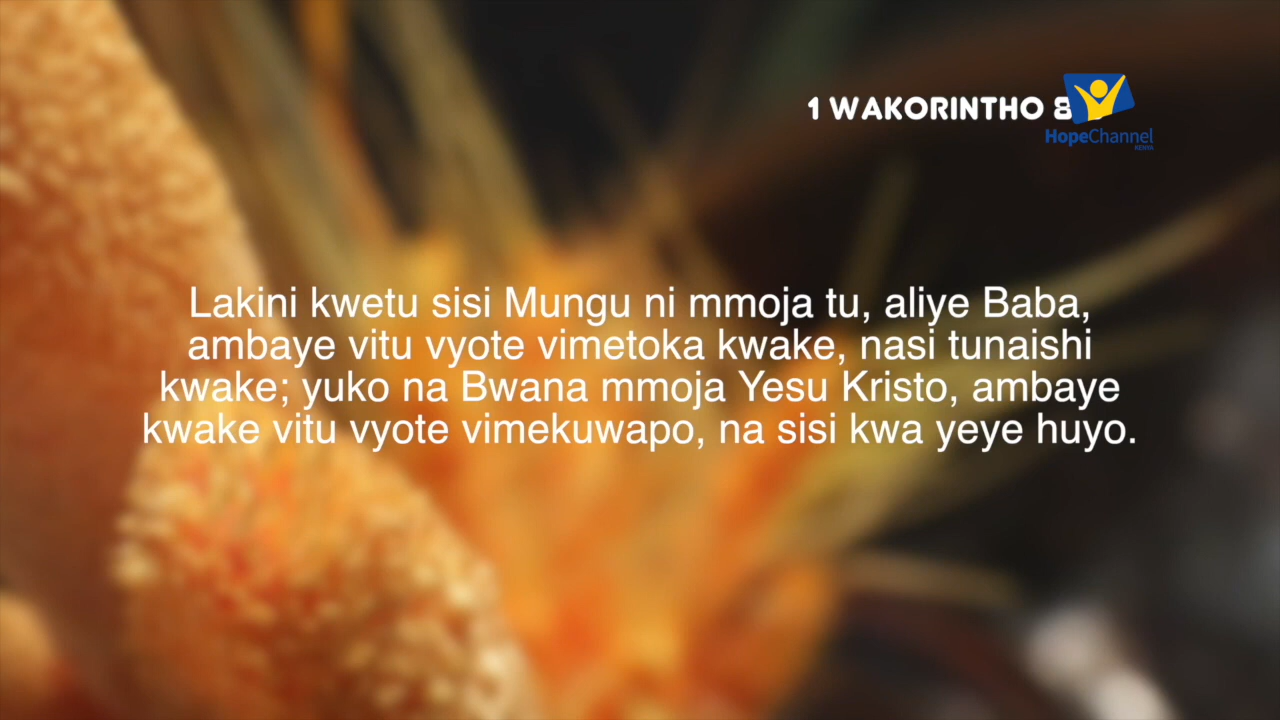 1 WAKORINTHO 8
HopeChannel
KENYA
Lakini kwetu sisi Mungu ni mmoja tu, aliye Baba,
ambaye vitu vyote vimetoka kwake, nasi tunaishi
kwake; yuko na Bwana mmoja Yesu Kristo, ambaye
kwake vitu vyote vimekuwapo, na sisi kwa yeye huyo.